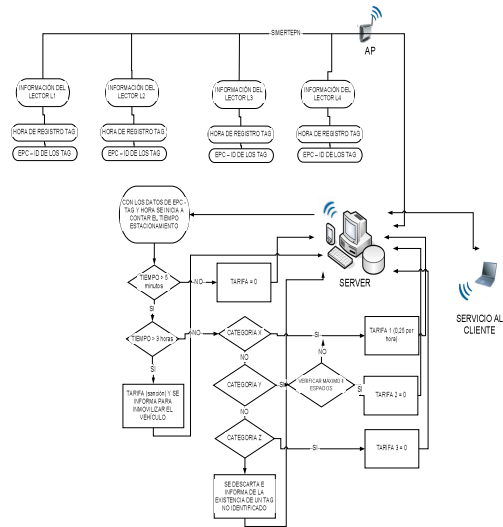 SIMERTEPN
AP
INFORMACIÓN DEL
LECTOR L1
INFORMACIÓN DEL
LECTOR L2
INFORMACIÓN DEL
LECTOR L3
INFORMACIÓN DEL
LECTOR L4
HORA DE REGISTRO TAG
HORA DE REGISTRO TAG
HORA DE REGISTRO TAG
HORA DE REGISTRO TAG
EPC – ID DE LOS TAG
EPC – ID DE LOS TAG
EPC – ID DE LOS TAG
EPC – ID DE LOS TAG
CON LOS DATOS DE EPC -
TAG Y HORA SE INICIA A
CONTAR EL TIEMPO
ESTACIONAMIENTO
SERVER
TIEMPO > 5
minutos
NO
TARIFA = 0
SI
SERVICIO AL
CLIENTE
TIEMPO > 3 horas
NO
CATEGORIA X
SI
TARIFA 1 (0,25 por
hora)
SI
NO
NO
TARIFA (sanción) Y SE
INFORMA PARA
INMOVILIZAR EL
VEHÍCULO
CATEGORIA Y
SI
VERIFICAR MÁXIMO 4
ESPACIOS
SI
TARIFA 2 = 0
NO
CATEGORIA Z
SI
TARIFA 3 = 0
SE DESCARTA E
INFORMA DE LA
EXISTENCIA DE UN TAG
NO IDENTIFICADO